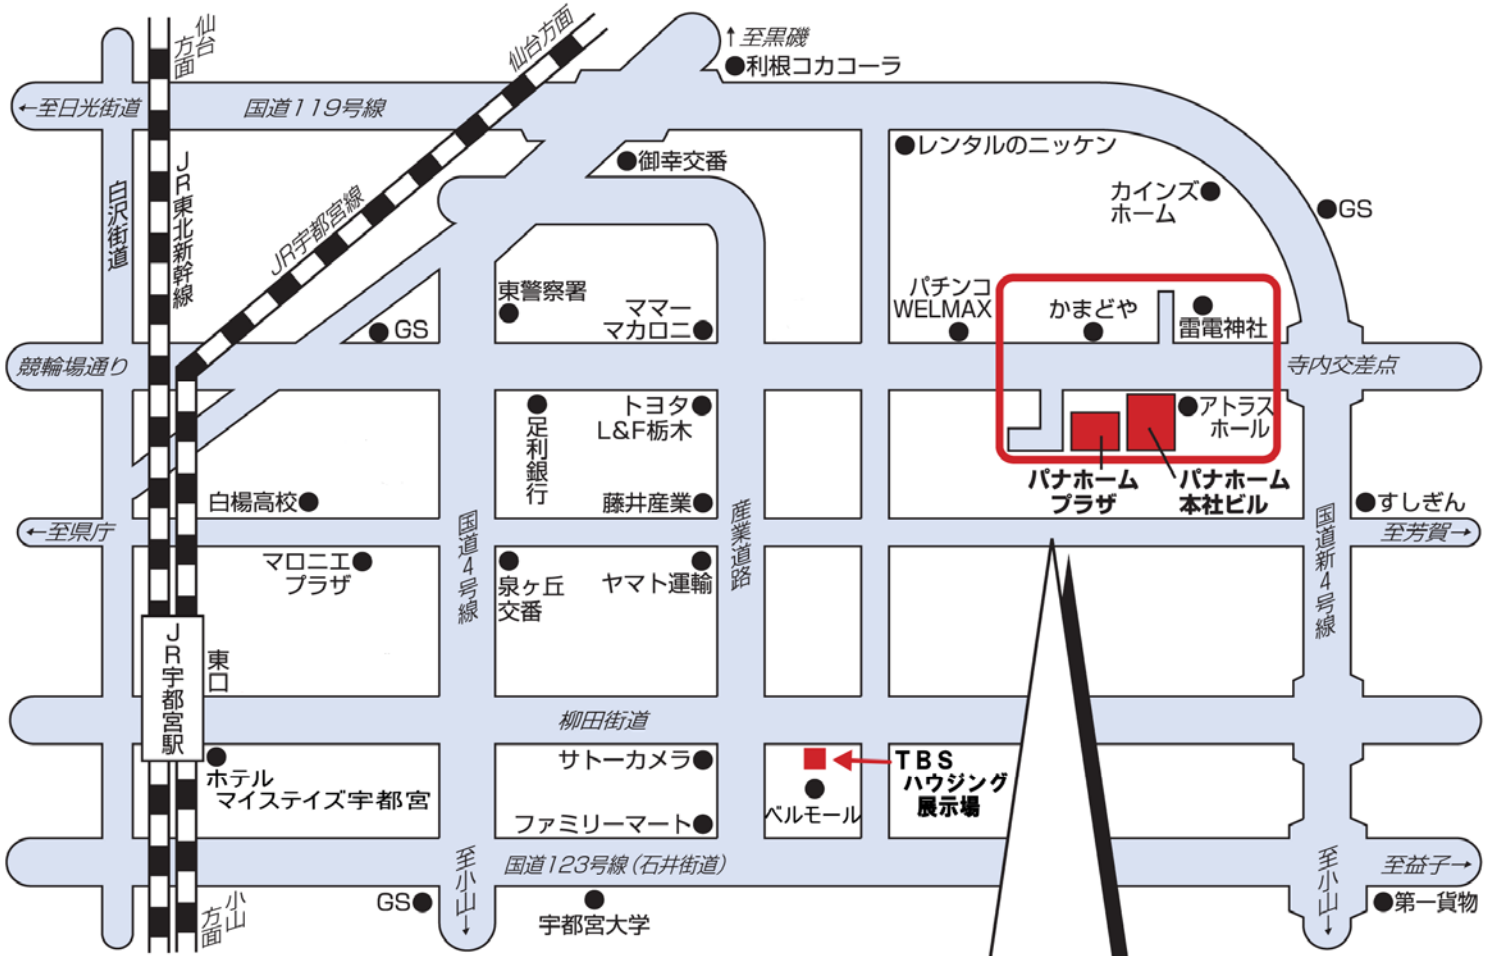 仙台
方面
仙台方面
↑至黒磯
利根コカコーラ
←至日光街道
国道119号線
御幸交番
レンタルのニッケン
カインズ
ホーム
GS
白沢街道
JR東北新幹線
JR宇都宮線
東警察署
ママー
マカロニ
GS
パチンコ
WELMAX
かまどや
雷電神社
競輪場通り
寺内交差点
足利銀行
トヨタ
L&F栃木
アトラス
ホール
パナホーム
プラザ
パナホーム
本社ビル
白楊高校
藤井産業
産業道路
国道4号線
国道新4号線
すしぎん
←至県庁
至芳賀→
マロニエ
プラザ
泉ヶ丘
交番
ヤマト運輸
JR宇都宮駅
東口
柳田街道
ホテル
マイステイズ宇都宮
サトーカメラ
TBS
ハウジング
展示場
ベルモール
ファミリーマート
国道123号線(石井街道)
至益子→
至小山→
至小山→
小山
方面
GS
宇都宮大学
第一貨物